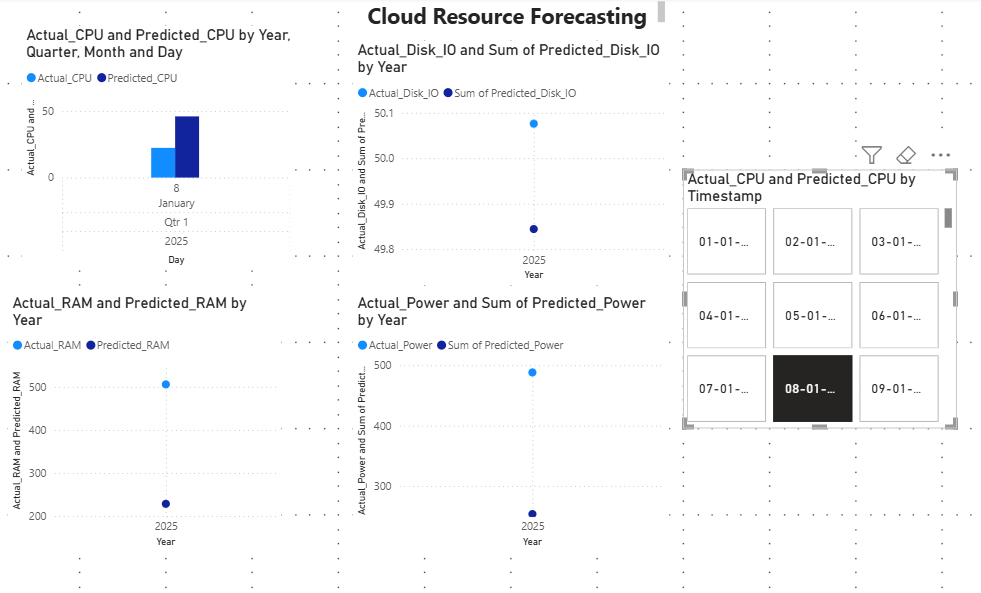 Cloud Resource Forecasting
Actual_CPU and Predicted_CPU by Year,
Quarter, Month and Day
Actual_CPU Predicted_CPU
Actual_CPU and ...
50
0
8
January
Qtr 1
2025
Day
Actual_Disk_IO and Sum of Predicted_Disk_IO
by Year
Actual_Disk_IO Sum of Predicted_Disk_IO
Actual_Disk_IO and Sum of Pre...
50.1
50.0
49.9
49.8
2025
Year
Actual_CPU and Predicted_CPU by
Timestamp
01-01-... 02-01-... 03-01-...
04-01-... 05-01-... 06-01-...
07-01-... 08-01-... 09-01-...
Actual_RAM and Predicted_RAM by
Year
Actual_RAM Predicted_RAM
Actual_RAM and Predicted_RAM
500
400
300
200
2025
Year
Actual_Power and Sum of Predicted_Power
by Year
Actual_Power Sum of Predicted_Power
Actual_Power and Sum of Predict...
500
400
300
2025
Year